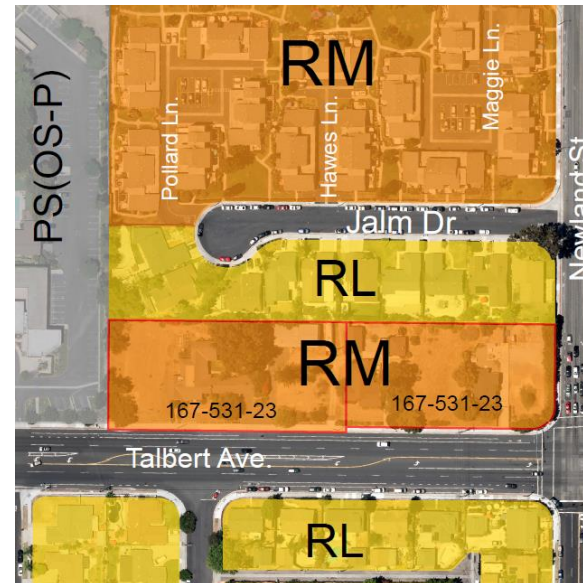 RM
Maggie Ln.
Hawes Ln.
Pollard Ln.
PS(OS-P)
Newland St
Jalm Dr
RL
RM
167-531-23
167-531-23
Talbert Ave.
RL